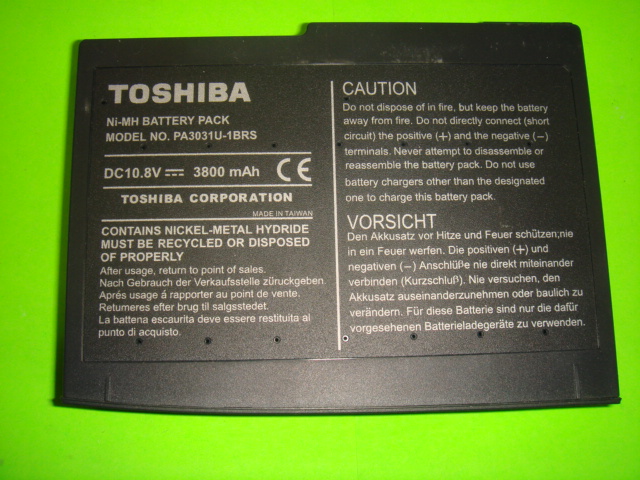 TOSHIBA
Ni-MH BATTERY PACK
MODEL NO. PA3031U-1BRS
DC10.8V ⎓ 3800 mAh CE
TOSHIBA CORPORATION
MADE IN TAIWAN
CONTAINS NICKEL-METAL HYDRIDE
MUST BE RECYCLED OR DISPOSED
OF PROPERLY
After usage, return to point of sales.
Nach Gebrauch der Verkaufsstelle zürückgeben.
Aprés usage á rapporter au point de vente.
Retumeres efter brug til salgsstedet.
La battena escaurita deve essere restituita al
punto di acquisto.
CAUTION
Do not dispose of in fire, but keep the battery
away from fire. Do not directly connect (short
circuit) the positive (+) and the negative (−)
terminals. Never attempt to disassemble or
reassemble the battery pack. Do not use
battery chargers other than the designated
one to charge this battery pack.
VORSICHT
Den Akkusatz vor Hitze und Feuer schützen;nie
in ein Feuer werfen. Die positiven (+) und
negativen (−) Anschlüße nie direkt miteinander
verbinden (Kurzschluß). Nie versuchen, den
Akkusatz auseinanderzunehmen oder baulich zu
verändern. Für diese Batterie sind nur die dafür
vorgesehenen Batterieladegeräte zu verwenden.